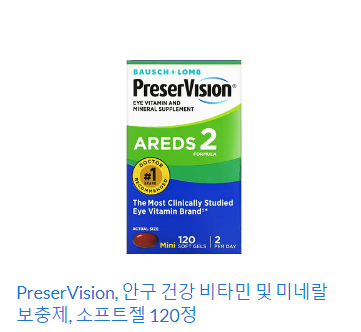 BAUSCH + LOMB
PreserVision®
EYE VITAMIN AND
MINERAL SUPPLEMENT
AREDS 2
FORMULA
DOCTOR
#1
BRAND
RECOMMENDED
The Most Clinically Studied
Eye Vitamin Brand
ACTUAL SIZE
Mini 120 SOFT GELS 2 PER DAY
PreserVision, 안구 건강 비타민 및 미네랄
보충제, 소프트젤 120정